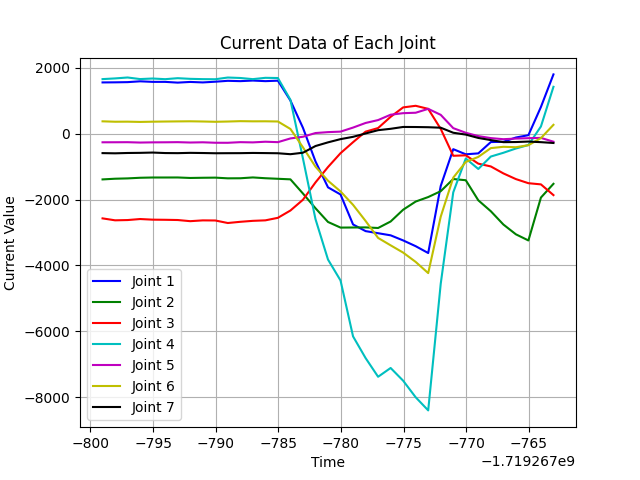 Current Data of Each Joint
2000
0
−2000
−4000
−6000
−8000
Current Value
Joint 1
Joint 2
Joint 3
Joint 4
Joint 5
Joint 6
Joint 7
−800 −795 −790 −785 −780 −775 −770 −765
Time
−1.719267e9